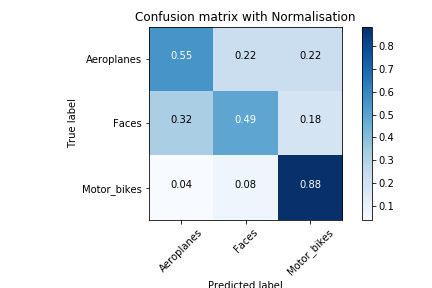 Confusion matrix with Normalisation
True label
Aeroplanes 0.55 0.22 0.22
Faces 0.32 0.49 0.18
Motor_bikes 0.04 0.08 0.88
Aeroplanes Faces Motor_bikes
Predicted label
0.8
0.7
0.6
0.5
0.4
0.3
0.2
0.1